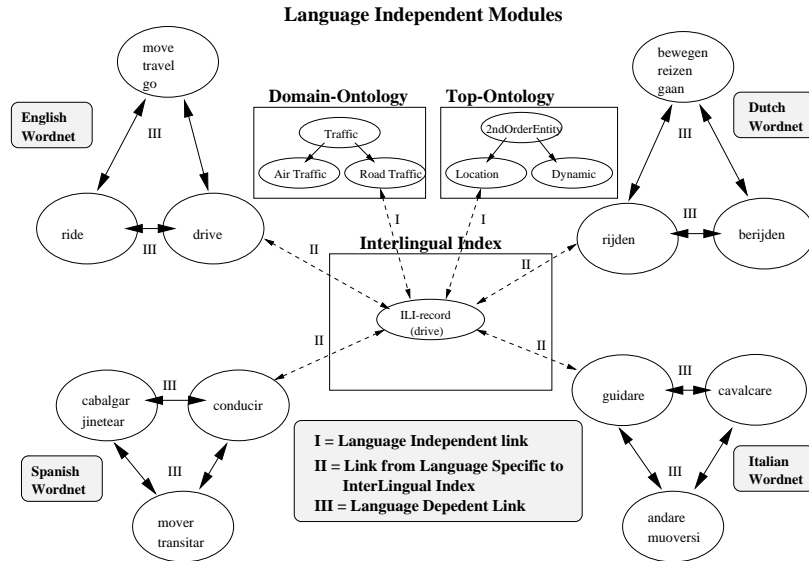 Language Independent Modules
move
travel
go
English
Wordnet
III
ride
III
drive
Domain-Ontology
Traffic
Air Traffic
Road Traffic
Top-Ontology
2ndOrderEntity
Location
Dynamic
bewegen
reizen
gaan
Dutch
Wordnet
III
rijden
III
berijden
I
I
II
II
Interlingual Index
ILI-record
(drive)
II
II
cabalgar
jinetear
III
conducir
Spanish
Wordnet
III
mover
transitar
guidare
III
cavalcare
III
Italian
Wordnet
andare
muoversi
I = Language Independent link
II = Link from Language Specific to
InterLingual Index
III = Language Depedent Link